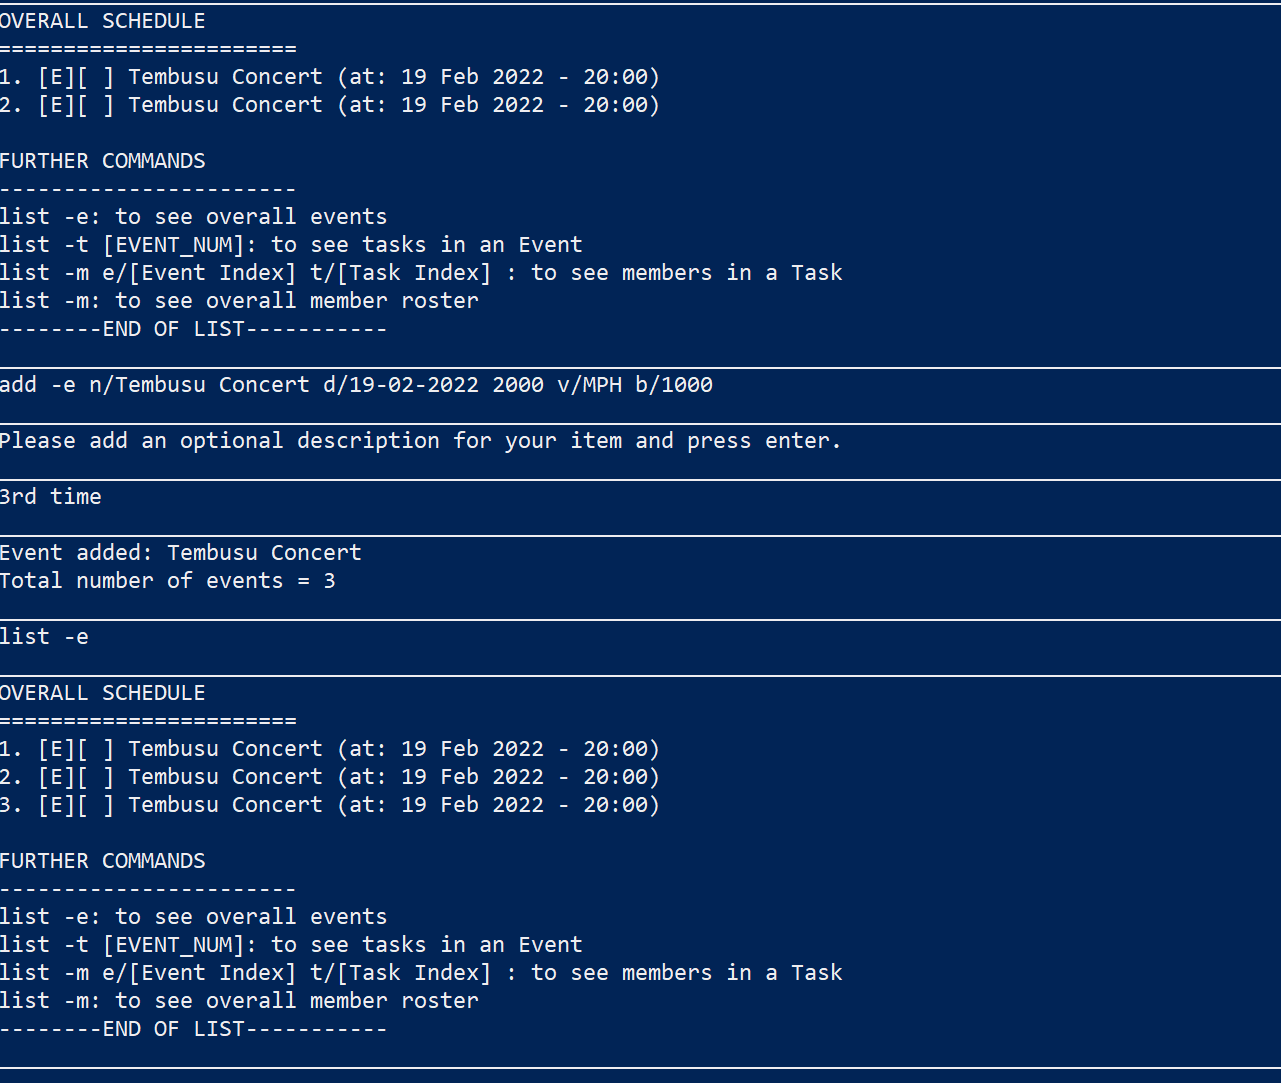 OVERALL SCHEDULE
=======================
1. [E][ ] Tembusu Concert (at: 19 Feb 2022 - 20:00)
2. [E][ ] Tembusu Concert (at: 19 Feb 2022 - 20:00)
FURTHER COMMANDS
-----------------------
list -e: to see overall events
list -t [EVENT_NUM]: to see tasks in an Event
list -m e/[Event Index] t/[Task Index] : to see members in a Task
list -m: to see overall member roster
--------END OF LIST-----------
add -e n/Tembusu Concert d/19-02-2022 2000 v/MPH b/1000
Please add an optional description for your item and press enter.
3rd time
Event added: Tembusu Concert
Total number of events = 3
list -e
OVERALL SCHEDULE
=======================
1. [E][ ] Tembusu Concert (at: 19 Feb 2022 - 20:00)
2. [E][ ] Tembusu Concert (at: 19 Feb 2022 - 20:00)
3. [E][ ] Tembusu Concert (at: 19 Feb 2022 - 20:00)
FURTHER COMMANDS
-----------------------
list -e: to see overall events
list -t [EVENT_NUM]: to see tasks in an Event
list -m e/[Event Index] t/[Task Index] : to see members in a Task
list -m: to see overall member roster
--------END OF LIST-----------